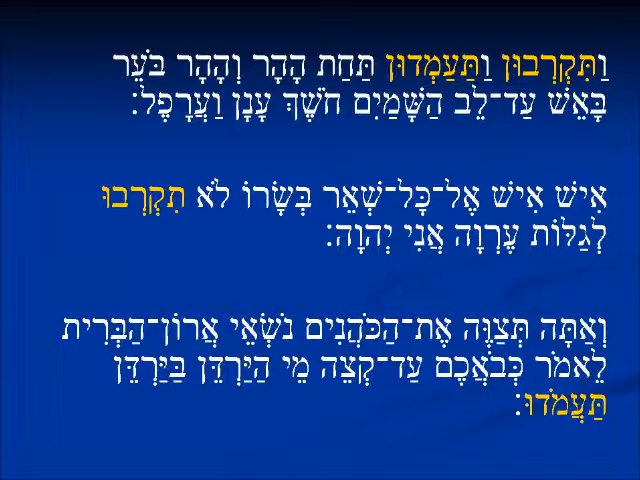 וַתִּקְרְבוּן וַתַּעַמְדוּן תַּחַת הָהָר וְהָהָר בֹּעֵר
בָּאֵשׁ עַד־לֵב הַשָּׁמַיִם חֹשֶׁךְ עָנָן וַעֲרָפֶל׃
אִישׁ אִישׁ אֶל־כָּל־שְׁאֵר בְּשָׂרוֹ לֹא תִקְרְבוּ
לְגַלּוֹת עֶרְוָה אֲנִי יְהוָה׃
וְאַתָּה תְּצַוֶּה אֶת־הַכֹּהֲנִים נֹשְׂאֵי אֲרוֹן־הַבְּרִית
לֵאמֹר כְּבֹאֲכֶם עַד־קְצֵה מֵי הַיַּרְדֵּן בַּיַּרְדֵּן
תַּעֲמֹדוּ׃